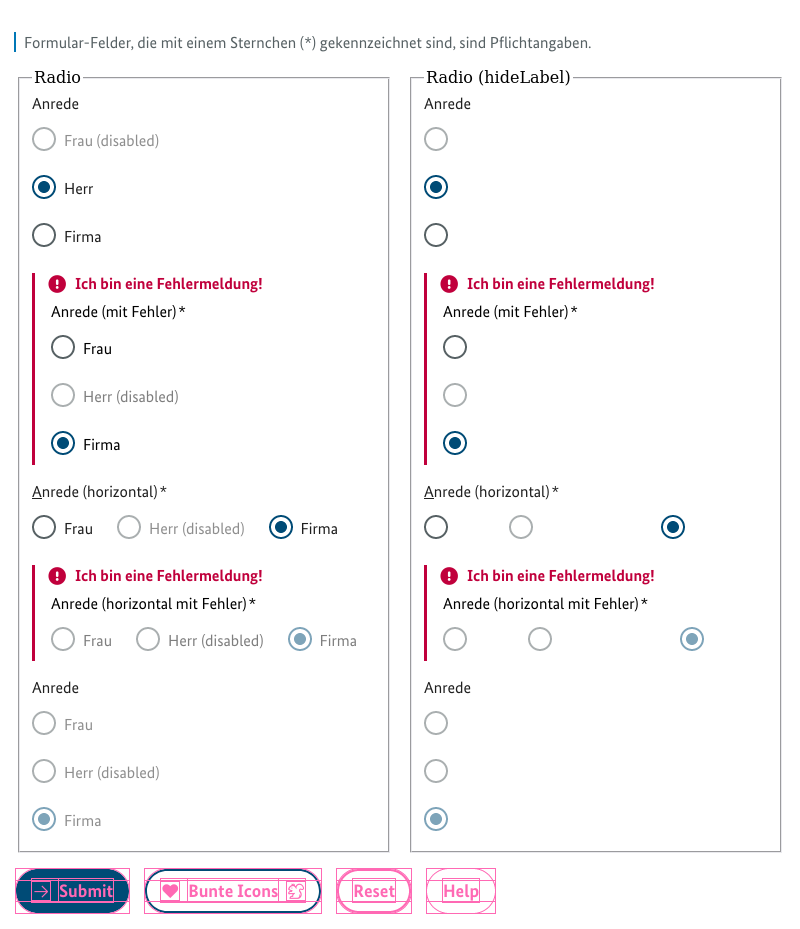 Formular-Felder, die mit einem Sternchen (*) gekennzeichnet sind, sind Pflichtangaben.
Radio
Anrede
Frau (disabled)
Herr
Firma
Ich bin eine Fehlermeldung!
Anrede (mit Fehler)*
Frau
Herr (disabled)
Firma
Anrede (horizontal)*
Frau Herr (disabled) Firma
Ich bin eine Fehlermeldung!
Anrede (horizontal mit Fehler)*
Frau Herr (disabled) Firma
Anrede
Frau
Herr (disabled)
Firma
Radio (hideLabel)
Anrede
Ich bin eine Fehlermeldung!
Anrede (mit Fehler)*
Anrede (horizontal)*
Ich bin eine Fehlermeldung!
Anrede (horizontal mit Fehler)*
Anrede
Submit Bunte Icons Reset Help